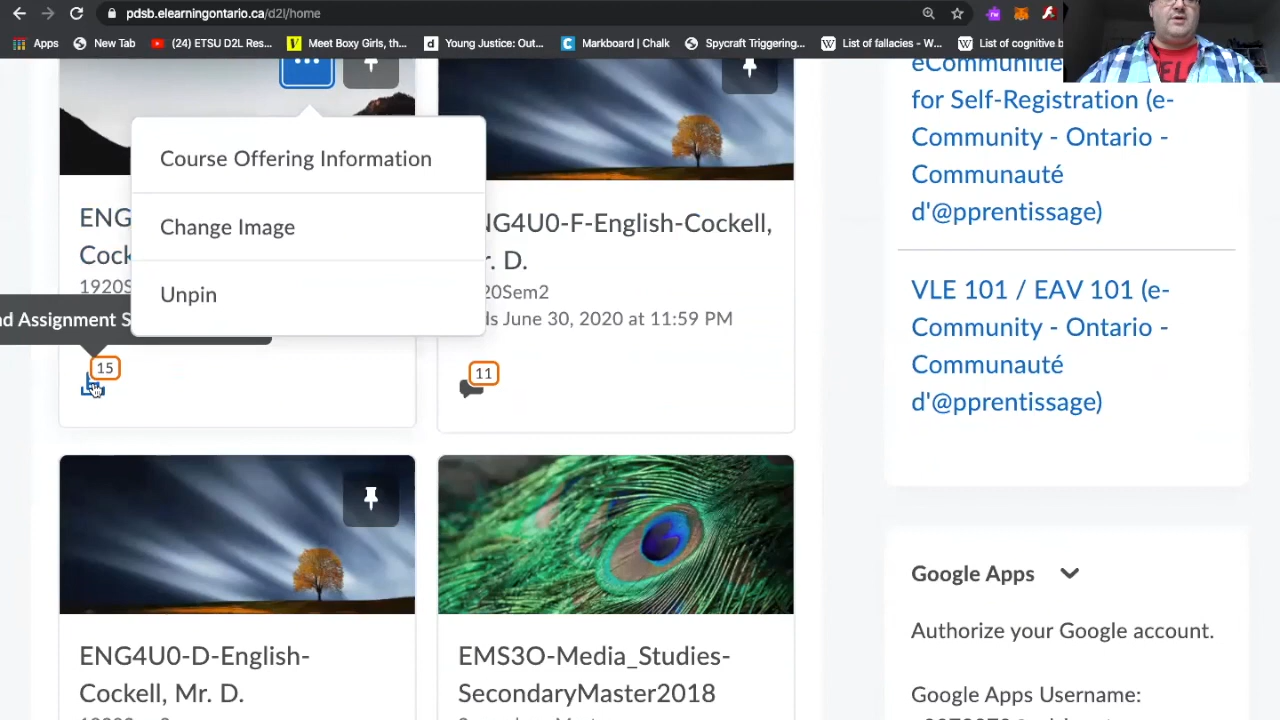 pdsb.elearningontario.ca/d2l/home
Apps
New Tab
(24) ETSU D2L Res...
Meet Boxy Girls, th...
Young Justice: Out...
Markboard | Chalk
Spycraft Triggering...
List of fallacies – W...
List of cognitive b
Course Offering Information
Change Image
Unpin
ENG
Cock
1920S
d Assignment S
15
NG4U0-F-English-Cockell,
r. D.
20Sem2
ds June 30, 2020 at 11:59 PM
11
ENG4U0-D-English-
Cockell, Mr. D.
EMS3O-Media_Studies-
SecondaryMaster2018
eCommunitie
for Self-Registration (e-
Community - Ontario -
Communauté
d'@pprentissage)
VLE 101 / EAV 101 (e-
Community - Ontario -
Communauté
d'@pprentissage)
Google Apps
Authorize your Google account.
Google Apps Username: